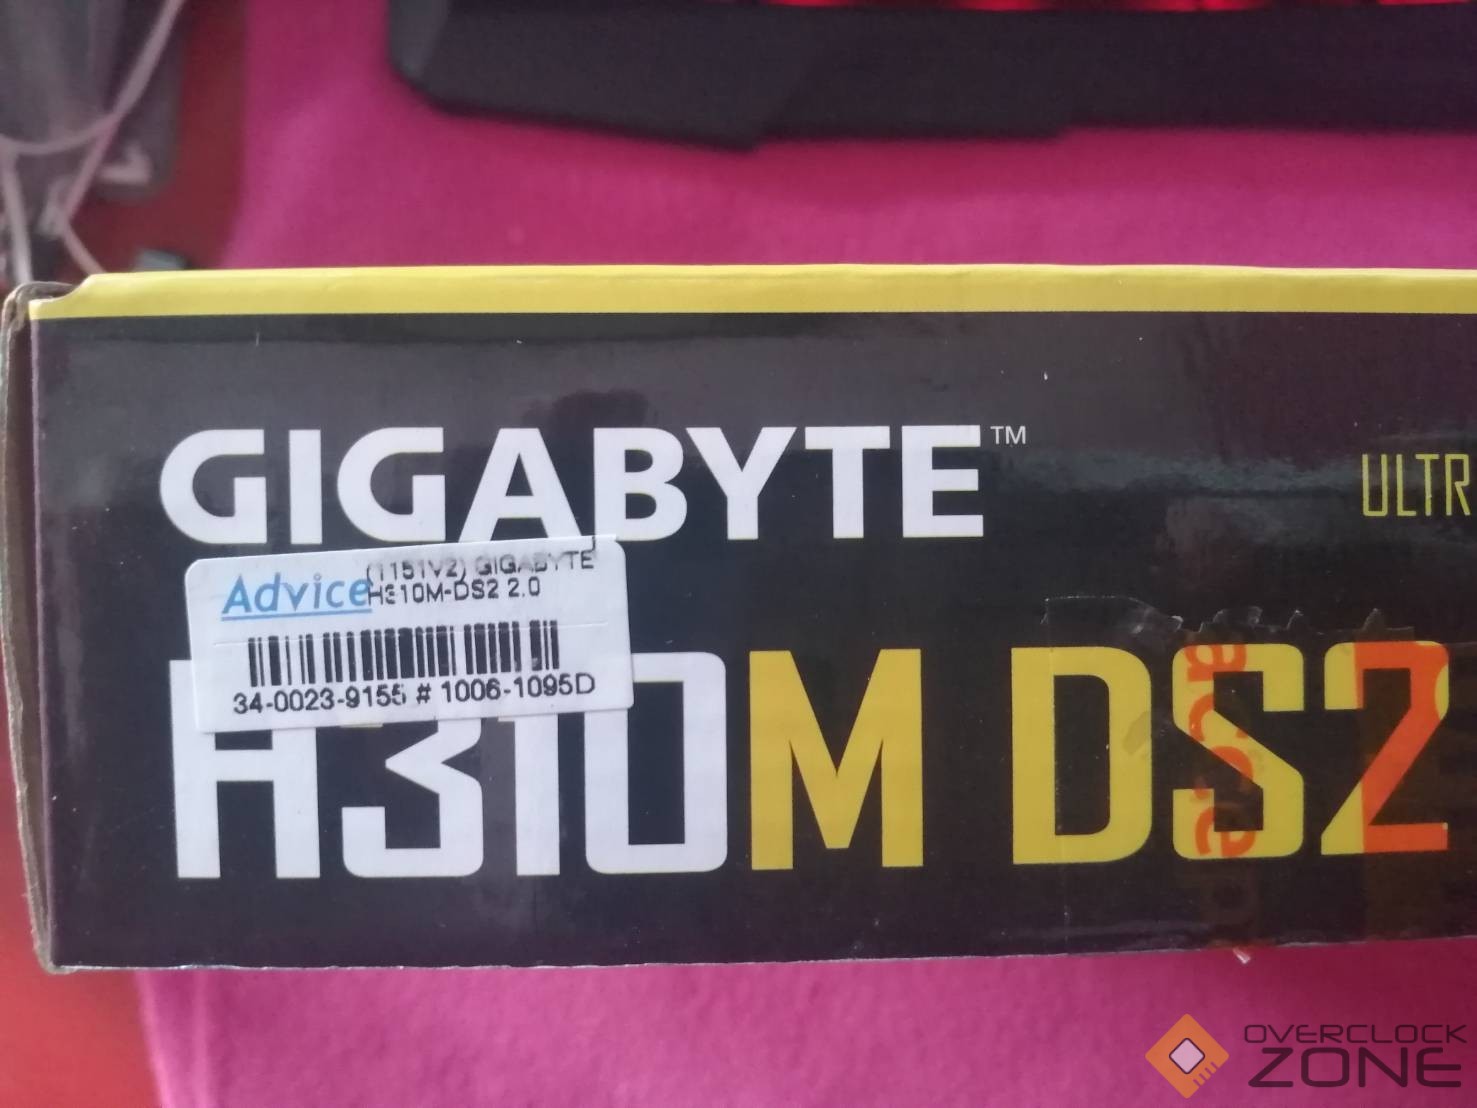 GIGABYTE™
ULTR
Advice
(1151V2) GIGABYTE
H310M-DS2 2.0
34-0023-9155 # 1006-1095D
H310M DS2
OVERCLOCK
ZONE